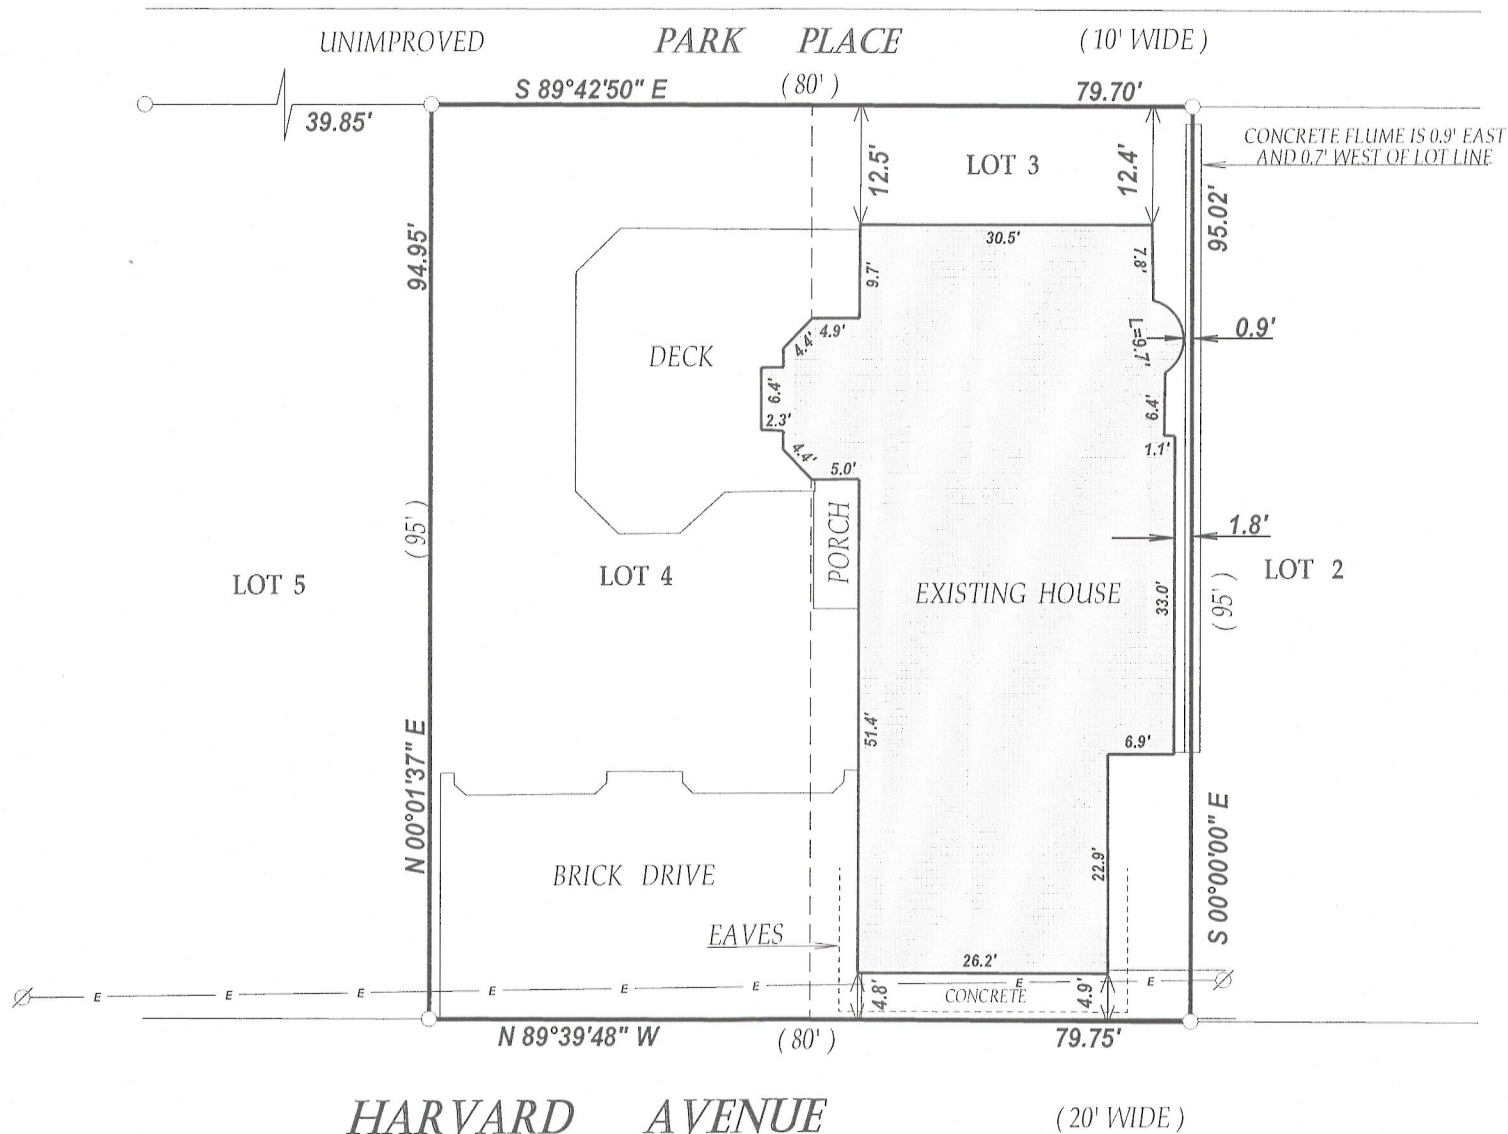 UNIMPROVED PARK PLACE (10' WIDE)
S 89°42'50" E (80') 79.70'
39.85'
CONCRETE FLUME IS 0.9' EAST
AND 0.7' WEST OF LOT LINE
12.5'
LOT 3
12.4'
95.02'
94.95'
30.5'
9.7'
7.8'
4.9'
4.4'
L=9.7'
0.9'
DECK
6.4'
2.3'
4.4'
5.0'
6.4'
1.1'
(95')
PORCH
1.8'
LOT 5
LOT 4
EXISTING HOUSE
33.0'
(95')
LOT 2
51.4'
6.9'
N 00°01'37" E
BRICK DRIVE
22.9'
S 00°00'00" E
EAVES
26.2'
E E E E E E E E
4.8'
CONCRETE
4.9'
N 89°39'48" W (80') 79.75'
HARVARD AVENUE (20' WIDE)